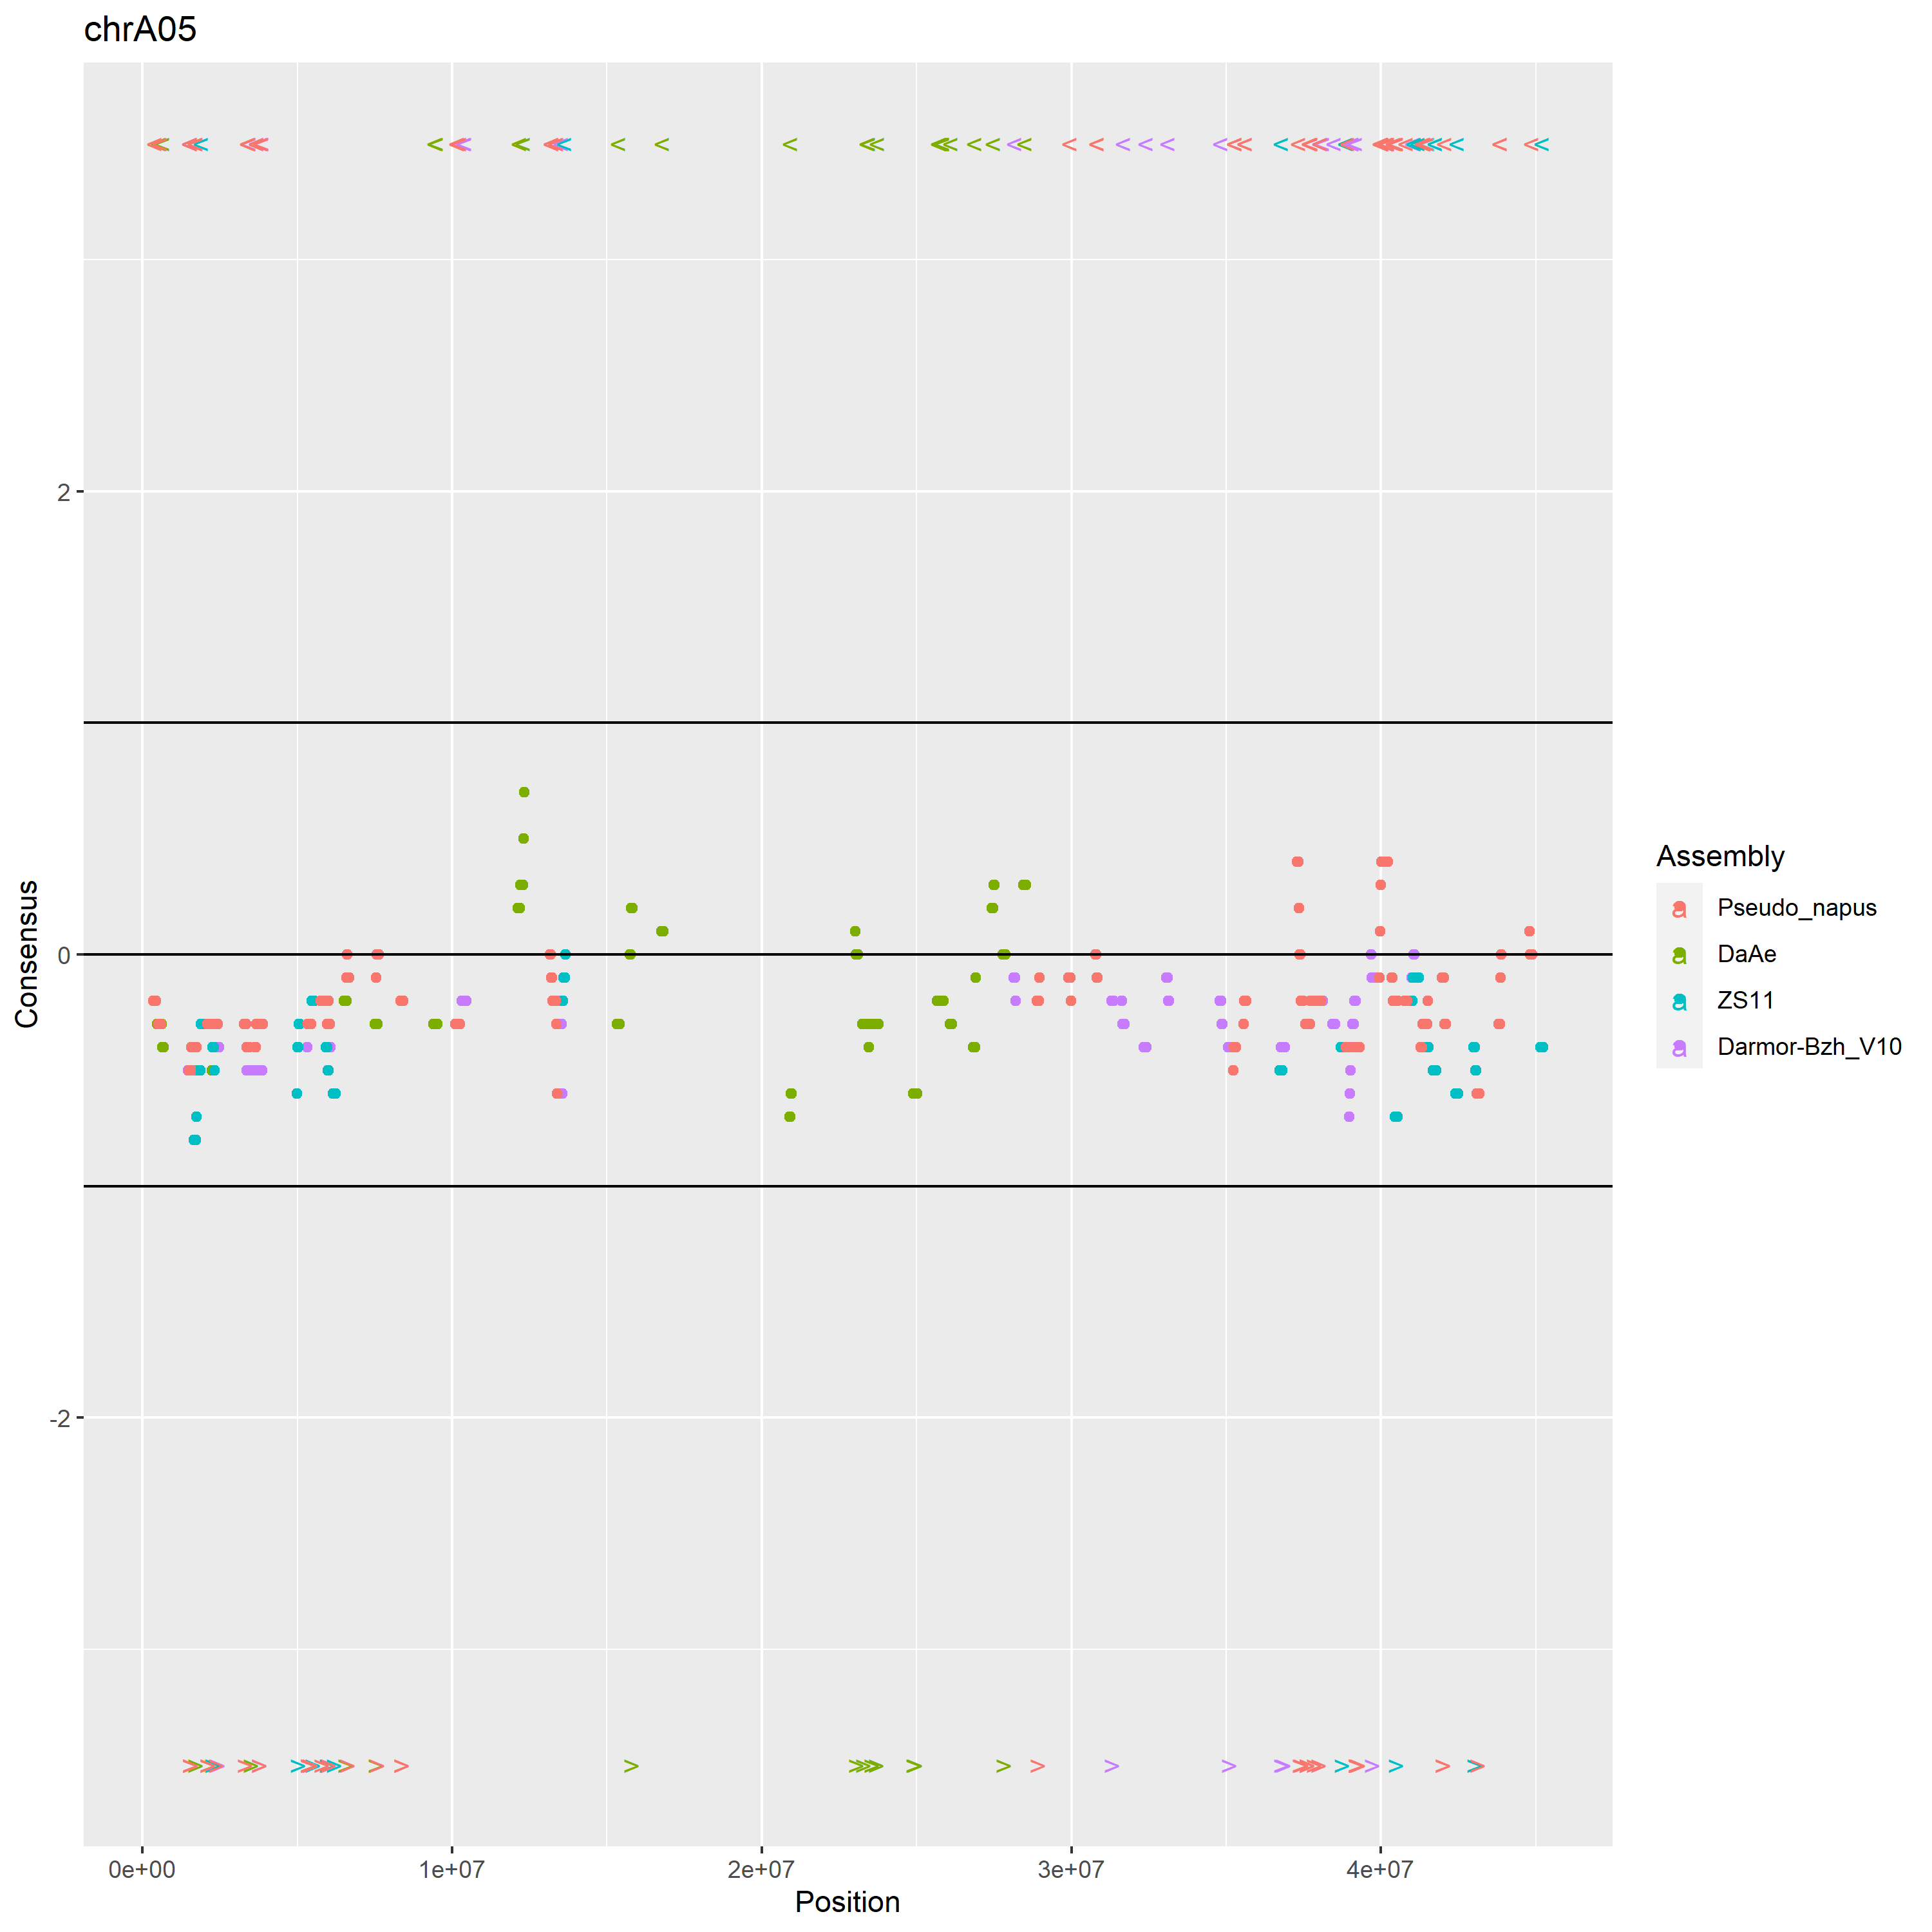 chrA05
Consensus
2
0
-2
0e+00 1e+07 2e+07 3e+07 4e+07
Position
Assembly
a Pseudo_napus
a DaAe
a ZS11
a Darmor-Bzh_V10